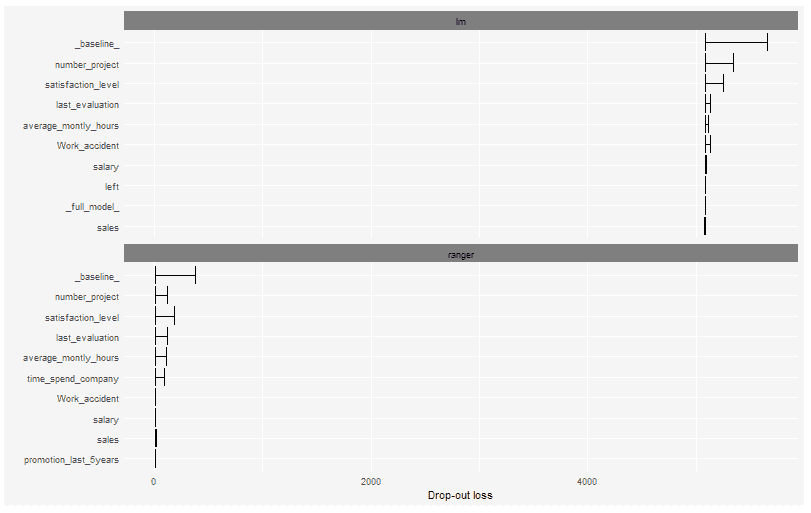 lm
_baseline_
number_project
satisfaction_level
last_evaluation
average_montly_hours
Work_accident
salary
left
_full_model_
sales
ranger
_baseline_
number_project
satisfaction_level
last_evaluation
average_montly_hours
time_spend_company
Work_accident
salary
sales
promotion_last_5years
0 2000 4000
Drop-out loss